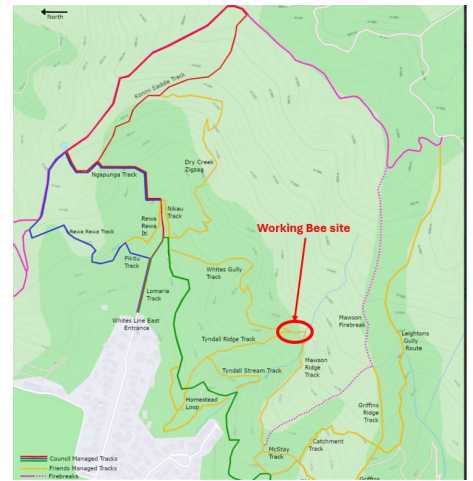 North
Konini Saddle Track
Dry Creek
Zigzag
Ngapunga Track
Nikau
Track
Rewa
Rewa
Iti
Rewa Rewa Track
Working Bee site
Pikitu
Track
Whites Gully
Track
Lomaria
Track
Whites Line East
Entrance
Mawson
Firebreak
Tyndall Ridge Track
Leightons
Gully
Route
Mawson
Ridge
Track
Tyndall Stream Track
Homestead
Loop
Griffins
Ridge
Track
Catchment
Track
McStay
Track
Council Managed Tracks
Friends Managed Tracks
Firebreaks
Griffins